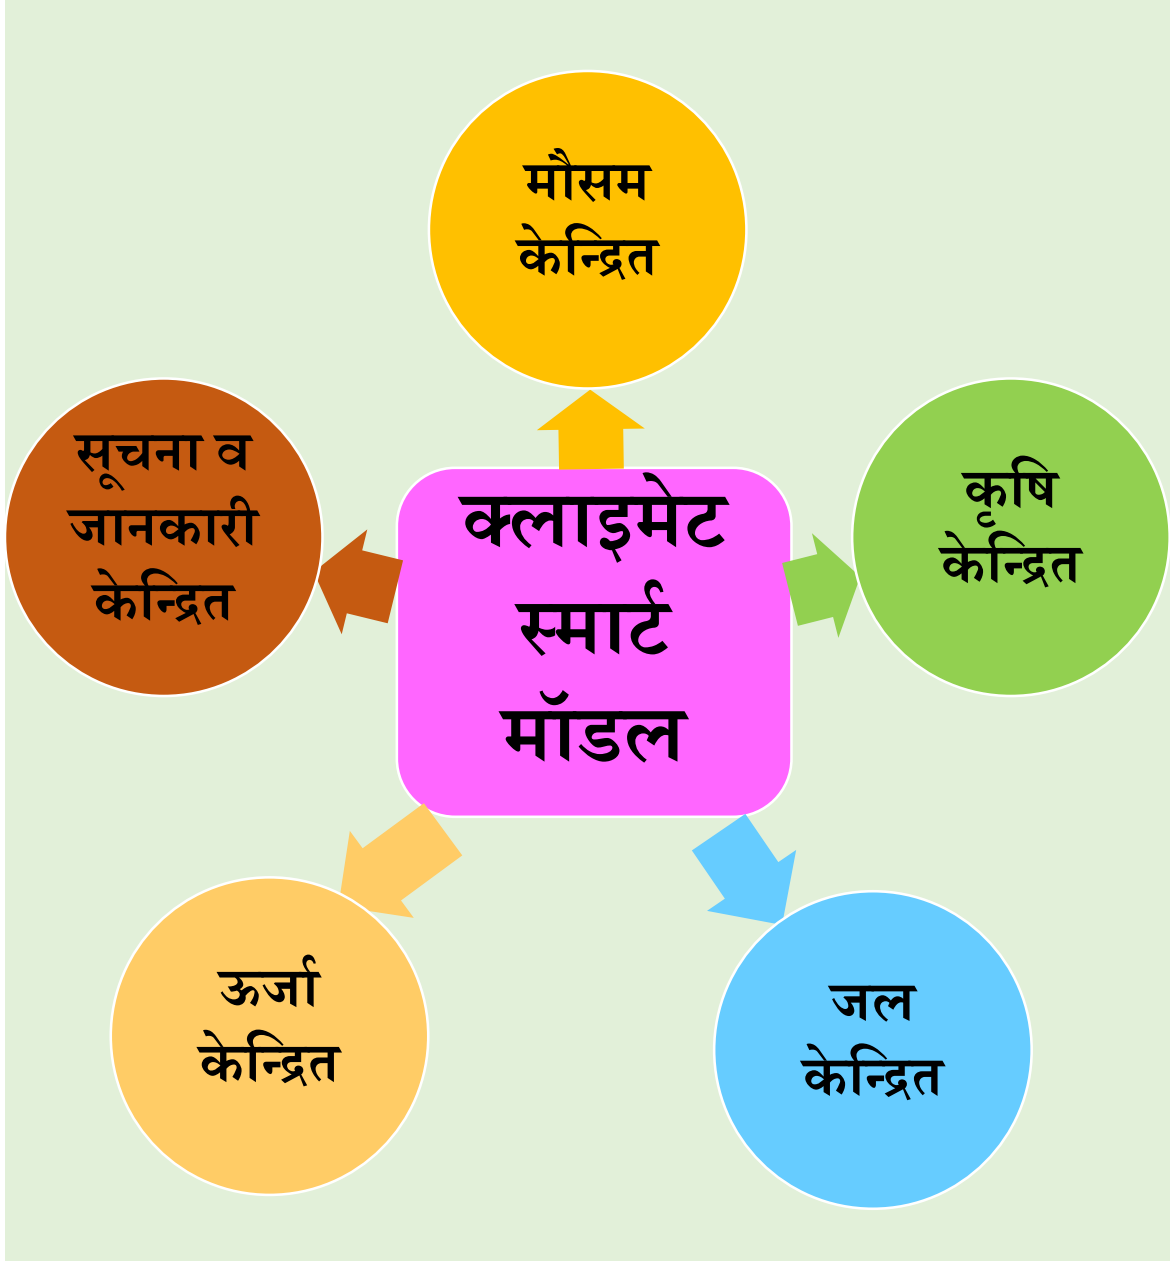 मौसम
केन्द्रित
सूचना व
जानकारी
केन्द्रित
क्लाइमेट
स्मार्ट
मॉडल
कृषि
केन्द्रित
ऊर्जा
केन्द्रित
जल
केन्द्रित